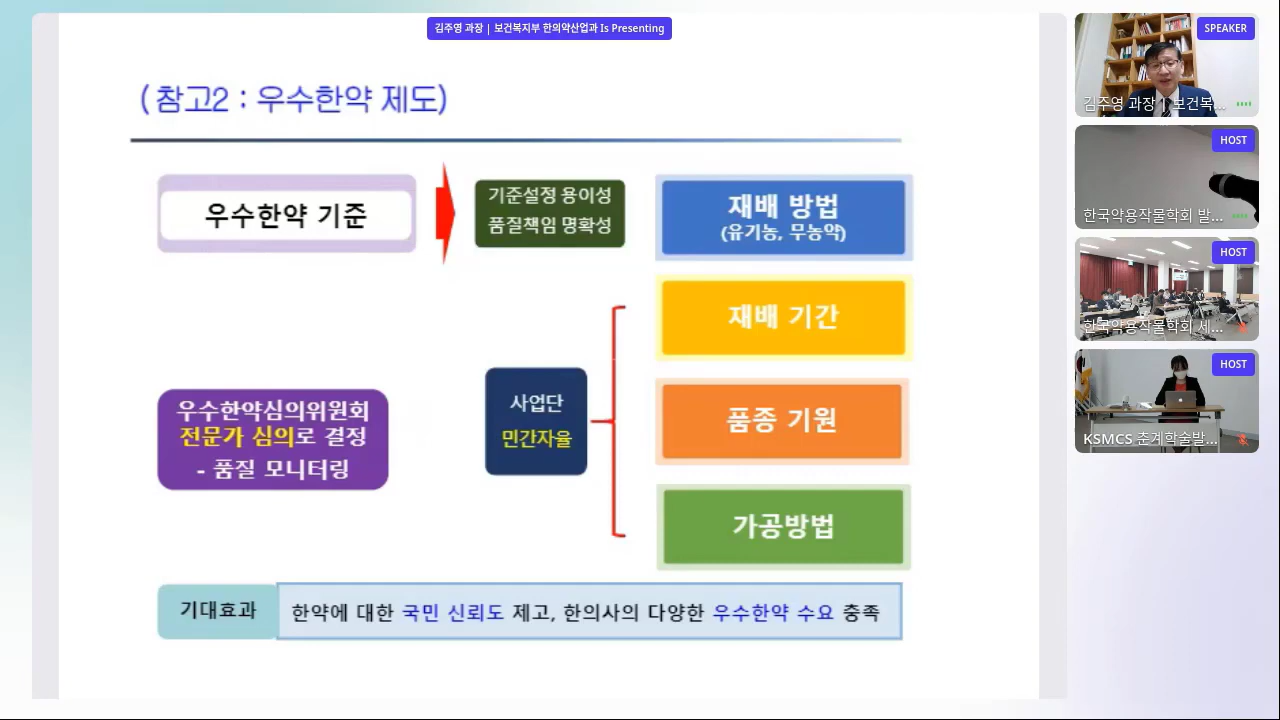 김주영 과장 | 보건복지부 한의약산업과 Is Presenting
(참고2 : 우수한약 제도)
우수한약 기준
기준설정 용이성
품질책임 명확성
재배 방법
(유기농, 무농약)
재배 기간
우수한약심의위원회
전문가 심의로 결정
- 품질 모니터링
사업단
민간자율
품종 기원
가공방법
기대효과
한약에 대한 국민 신뢰도 제고, 한의사의 다양한 우수한약 수요 충족
SPEAKER
김주영 과장 | 보건복...
HOST
한국약용작물학회 발...
HOST
한국약용작물학회 세...
HOST
KSMCS 춘계학술발...